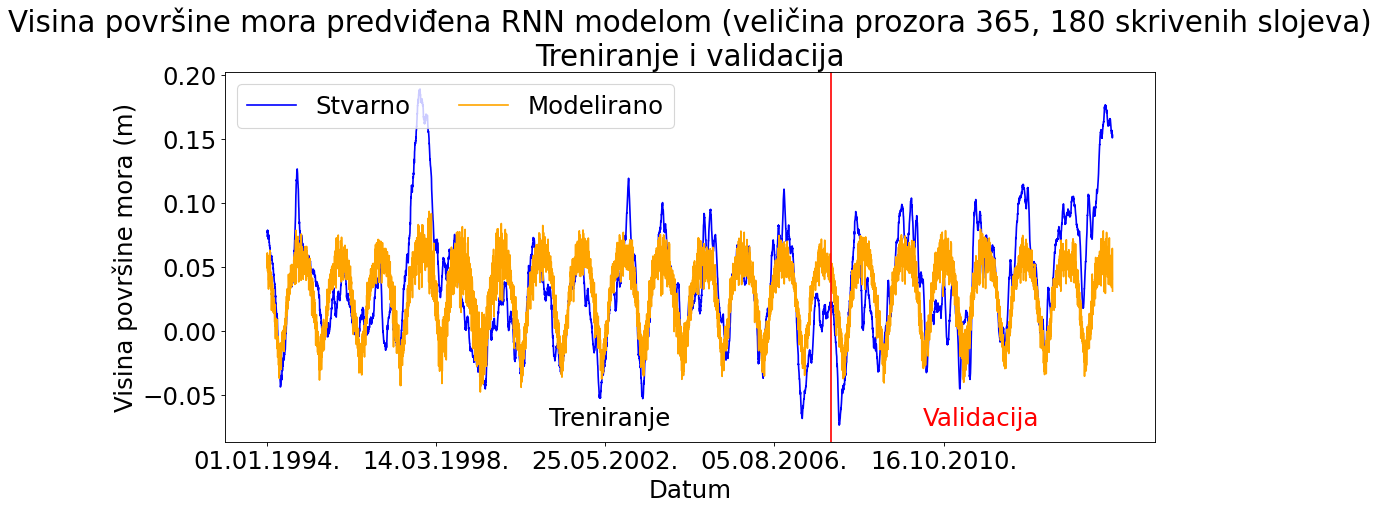 Visina površine mora predviđena RNN modelom (veličina prozora 365, 180 skrivenih slojeva)
Treniranje i validacija
Stvarno
Modelirano
Visina površine mora (m)
0.20
0.15
0.10
0.05
0.00
−0.05
Treniranje
Validacija
01.01.1994.
14.03.1998.
25.05.2002.
05.08.2006.
16.10.2010.
Datum